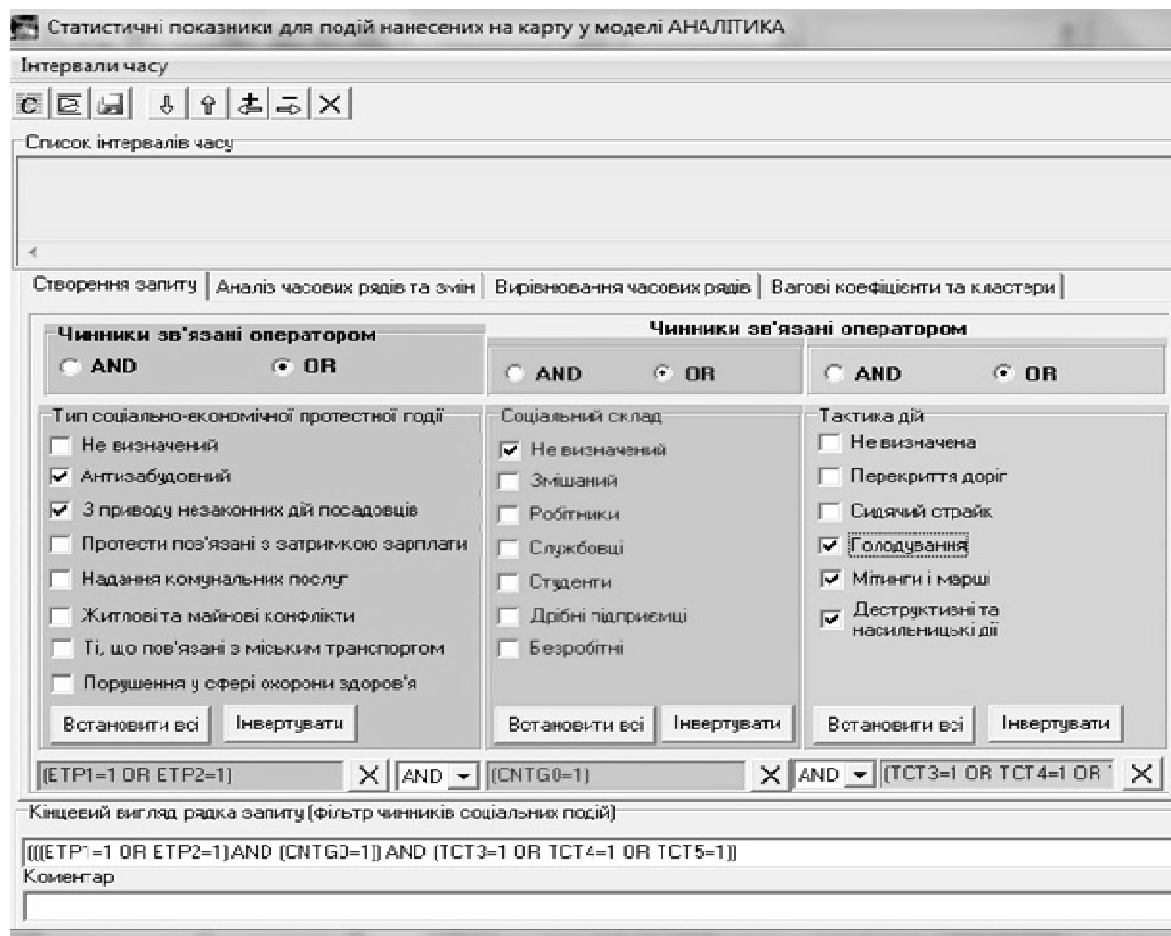 Статистичні показники для подій нанесених на карту у моделі АНАЛІТИКА
Інтервали часу
Список інтервалів часу
Створення запиту Аналіз часових рядів та змін Вирівнювання часових рядів Вагові коефіцієнти та кластери
Чинники зв'язані оператором
AND OR
Чинники зв'язані оператором
AND OR
AND OR
Тип соціально-економічної протестної події
Не визначений
Антизабудовний
З приводу незаконних дій посадовців
Протести пов'язані з затримкою зарплати
Надання комунальних послуг
Житлові та майнові конфлікти
Ті, що пов'язані з міським транспортом
Порушення у сфері охорони здоров'я
Встановити всі Інвертувати
Соціальний склад
Не визначений
Змішаний
Робітники
Службовці
Студенти
Дрібні підприємці
Безробітні
Встановити всі Інвертувати
Тактика дій
Не визначена
Перекриття доріг
Сидячий страйк
Голодування
Мітинги і марші
Деструктивні та
насильницькі дії
Встановити всі Інвертувати
(ETP1=1 OR ETP2=1) AND (CNTG0=1) AND (TCT3=1 OR TCT4=1 OR
Кінцевий вигляд рядка запиту (фільтр чинників соціальних подій)
(((ETP1=1 OR ETP2=1) AND (CNTG0=1)) AND (TCT3=1 OR TCT4=1 OR TCT5=1))
Коментар